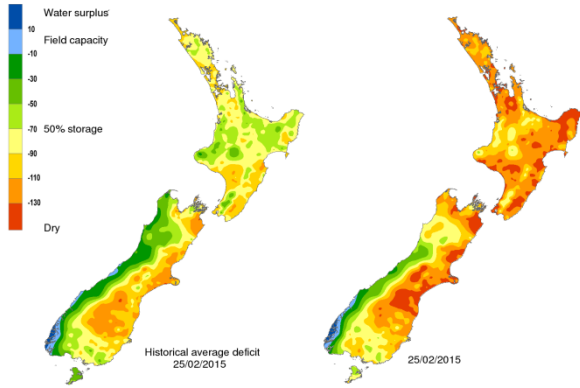 Water surplus
10
Field capacity
-10
-30
-50
50% storage
-70
-90
-110
-130
Dry
Historical average deficit
25/02/2015
25/02/2015